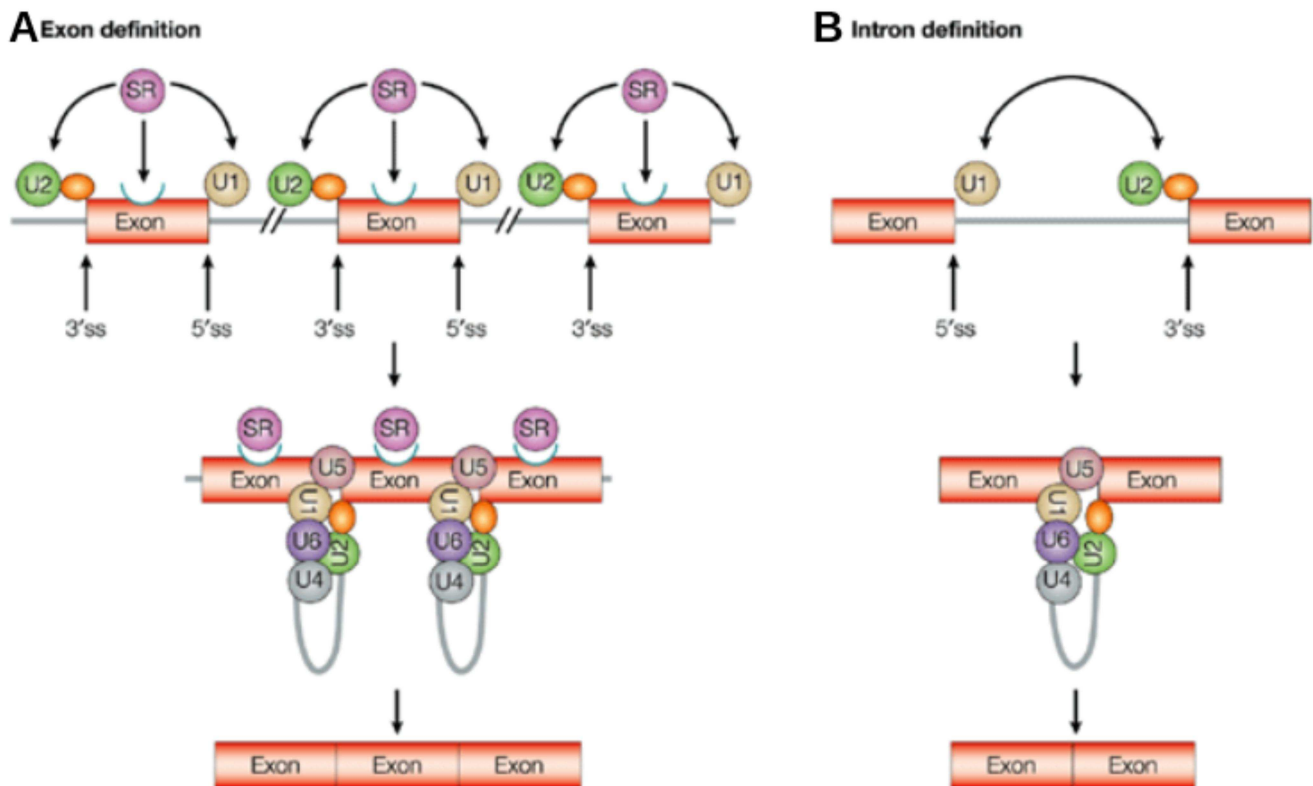 A Exon definition
SR SR SR
U2 U1 U2 U1 U2 U1
Exon Exon Exon
3′ss 5′ss 3′ss 5′ss 3′ss
SR SR SR
U5 U5
Exon Exon Exon
U1 U1
U6 U2 U6 U2
U4 U4
Exon Exon Exon
B Intron definition
U1 U2
Exon Exon
5′ss 3′ss
U5
Exon Exon
U1
U6 U2
U4
Exon Exon